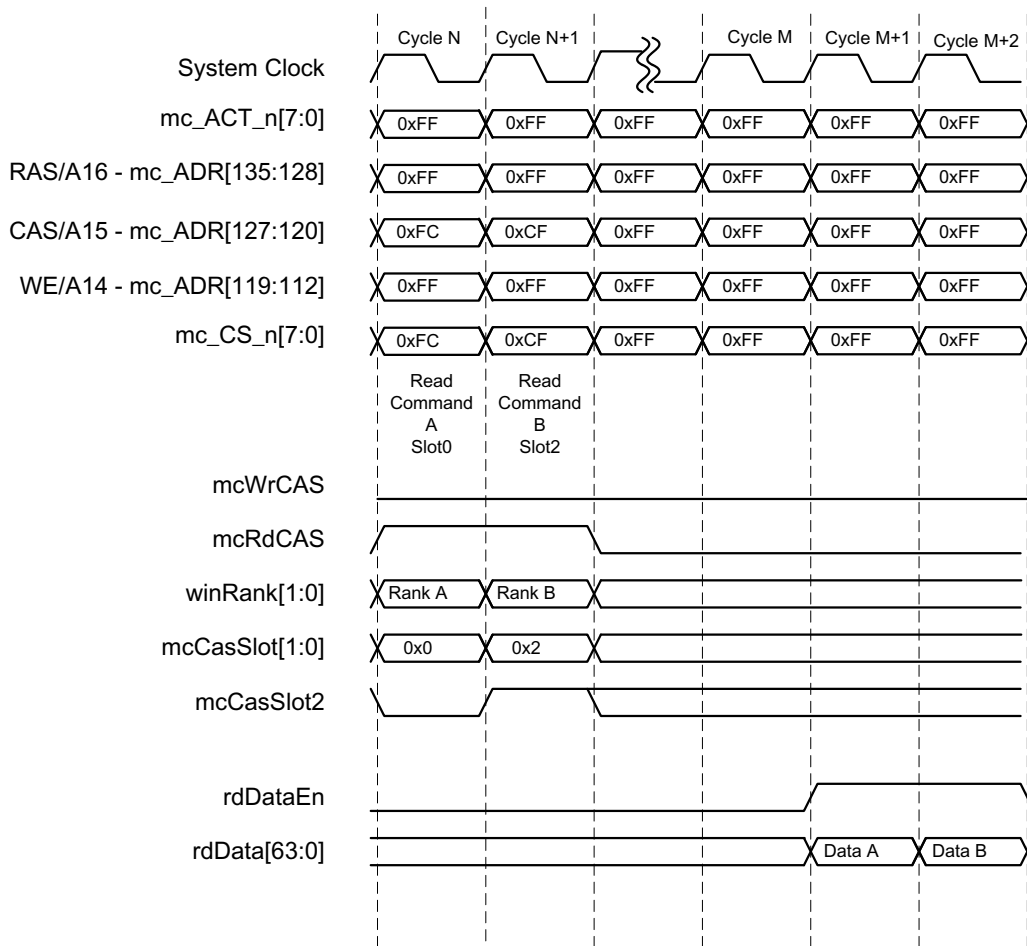 Cycle N Cycle N+1 Cycle M Cycle M+1 Cycle M+2
System Clock
mc_ACT_n[7:0] 0xFF 0xFF 0xFF 0xFF 0xFF 0xFF
RAS/A16 - mc_ADR[135:128] 0xFF 0xFF 0xFF 0xFF 0xFF 0xFF
CAS/A15 - mc_ADR[127:120] 0xFC 0xCF 0xFF 0xFF 0xFF 0xFF
WE/A14 - mc_ADR[119:112] 0xFF 0xFF 0xFF 0xFF 0xFF 0xFF
mc_CS_n[7:0] 0xFC 0xCF 0xFF 0xFF 0xFF 0xFF
Read Read
Command Command
A B
Slot0 Slot2
mcWrCAS
mcRdCAS
winRank[1:0] Rank A Rank B
mcCasSlot[1:0] 0x0 0x2
mcCasSlot2
rdDataEn
rdData[63:0] Data A Data B